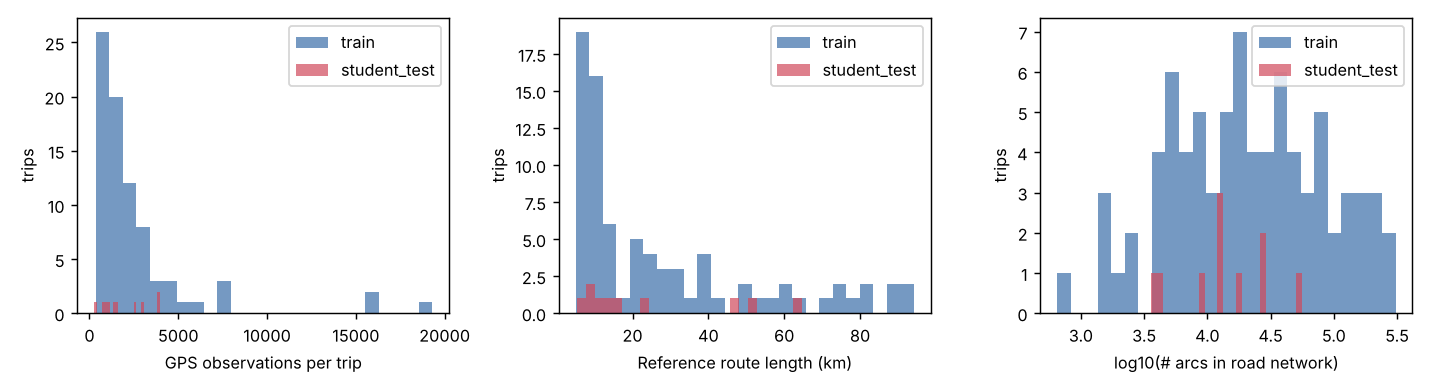 train
student_test
25
20
15
10
5
0
trips
0 5000 10000 15000 20000
GPS observations per trip
train
student_test
17.5
15.0
12.5
10.0
7.5
5.0
2.5
0.0
trips
20 40 60 80
Reference route length (km)
train
student_test
7
6
5
4
3
2
1
0
trips
3.0 3.5 4.0 4.5 5.0 5.5
log10(# arcs in road network)